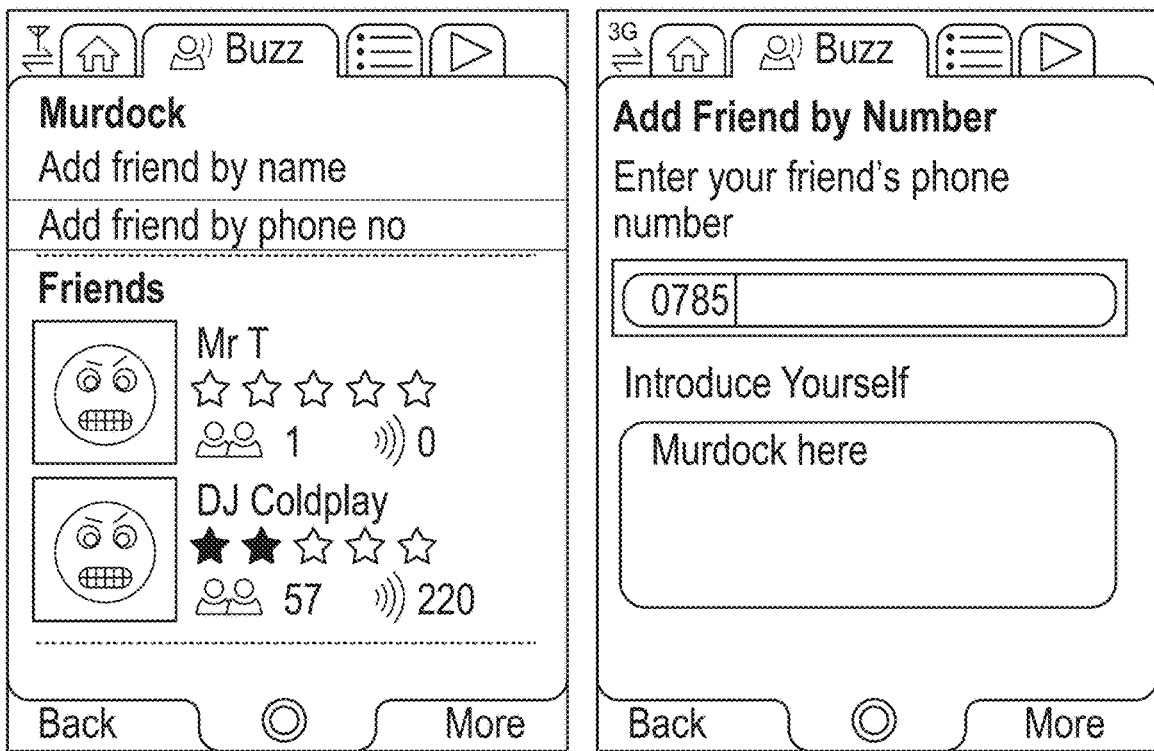 Buzz
Murdock
Add friend by name
Add friend by phone no
Friends
Mr T
1 0
DJ Coldplay
57 220
Back More
3G
Buzz
Add Friend by Number
Enter your friend's phone
number
0785
Introduce Yourself
Murdock here
Back More